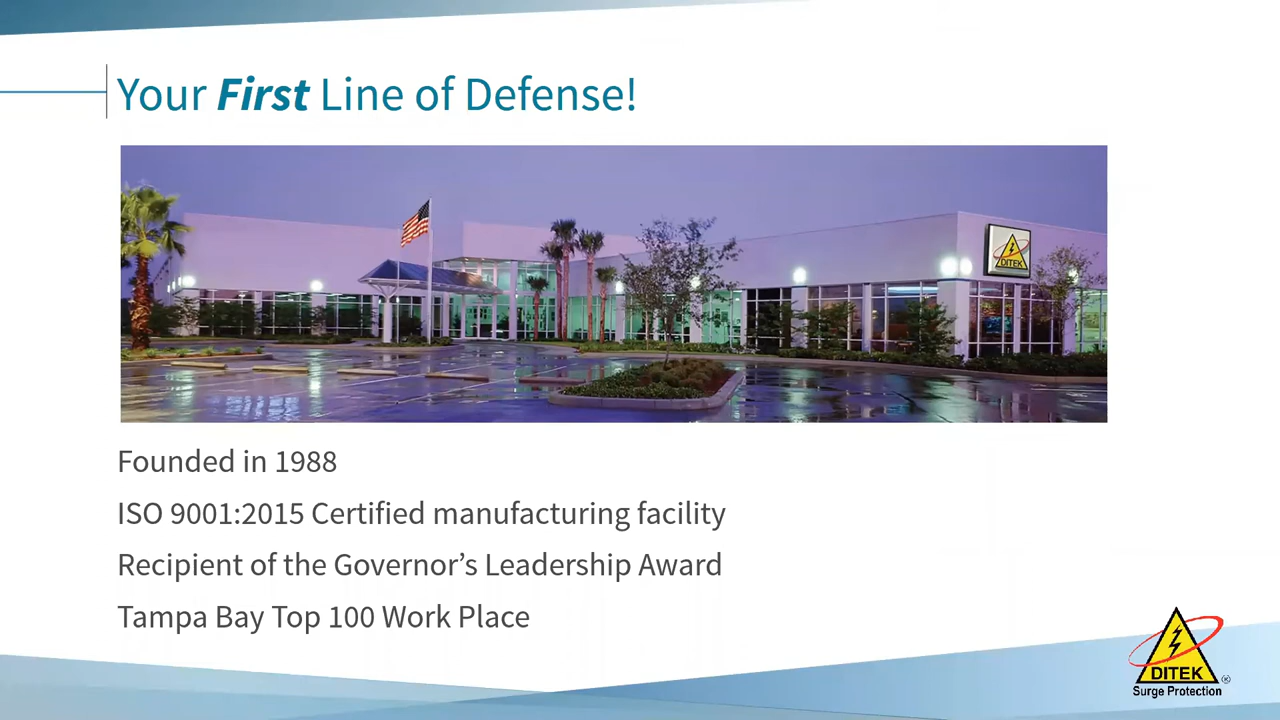 Your First Line of Defense!
DITEK
Founded in 1988
ISO 9001:2015 Certified manufacturing facility
Recipient of the Governor’s Leadership Award
Tampa Bay Top 100 Work Place
DITEK
®
Surge Protection